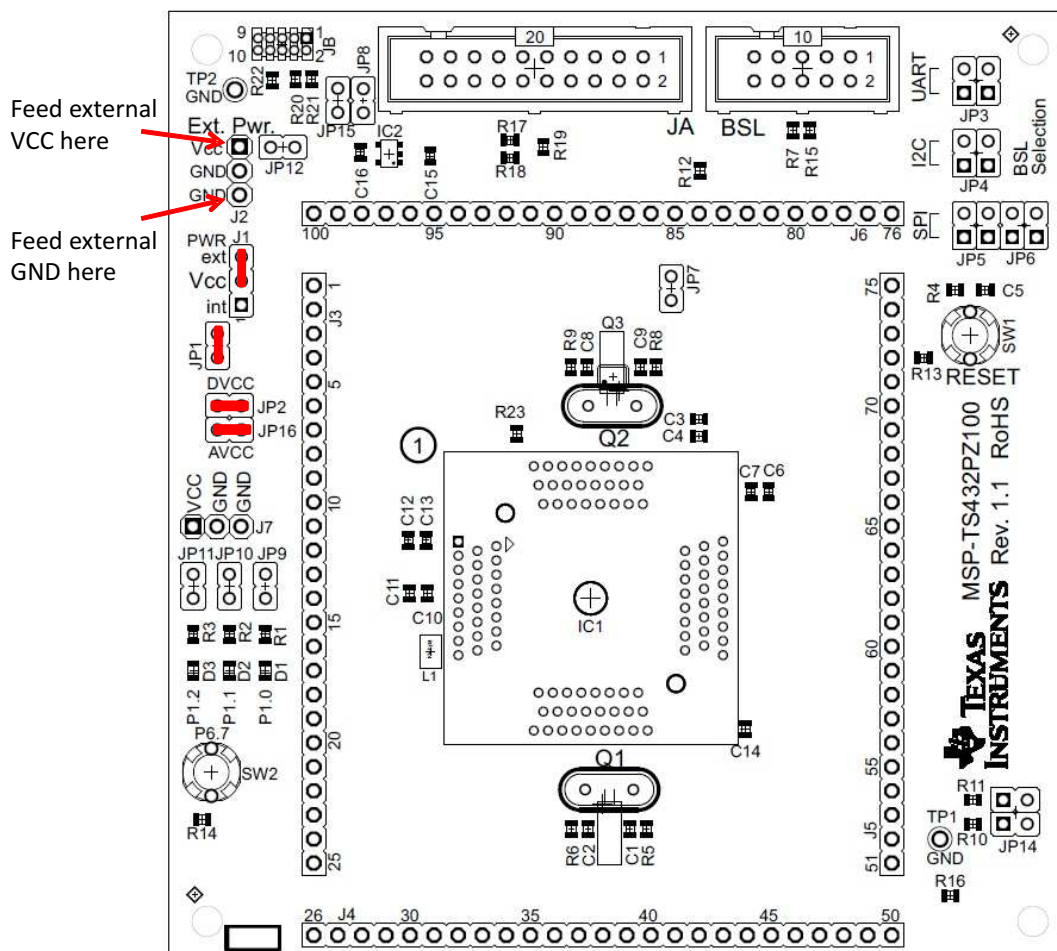 9
1
10
2
JB
TP2
GND
R22
R20
R21
JP15
JP8
IC2
C16
C15
20
1
2
JA
10
1
2
BSL
R17
R18
R19
R12
R7
R15
UART
JP3
I2C
JP4
BSL
Selection
SPI
JP5
JP6
Feed external
VCC here
Ext. Pwr.
Vcc
GND
GND
J2
JP12
Feed external
GND here
100
95
90
85
80
J6
76
J1
PWR
ext
Vcc
int
1
JP1
DVCC
JP2
JP16
AVCC
VCC
GND
GND
J7
JP11
JP10
JP9
R3
R2
R1
D3
D2
D1
P1.2
P1.1
P1.0
P6.7
SW2
R14
1
J3
5
10
15
20
25
JP7
R9
C8
Q3
C9
R8
R23
Q2
C3
C4
1
C7
C6
C12
C13
C11
C10
L1
IC1
C14
Q1
R6
C2
C1
R5
75
70
65
60
55
J5
51
R4
C5
SW1
R13
RESET
MSP-TS432PZ100
Rev. 1.1 RoHS
TEXAS
INSTRUMENTS
R11
R10
JP14
TP1
GND
R16
26
J4
30
35
40
45
50